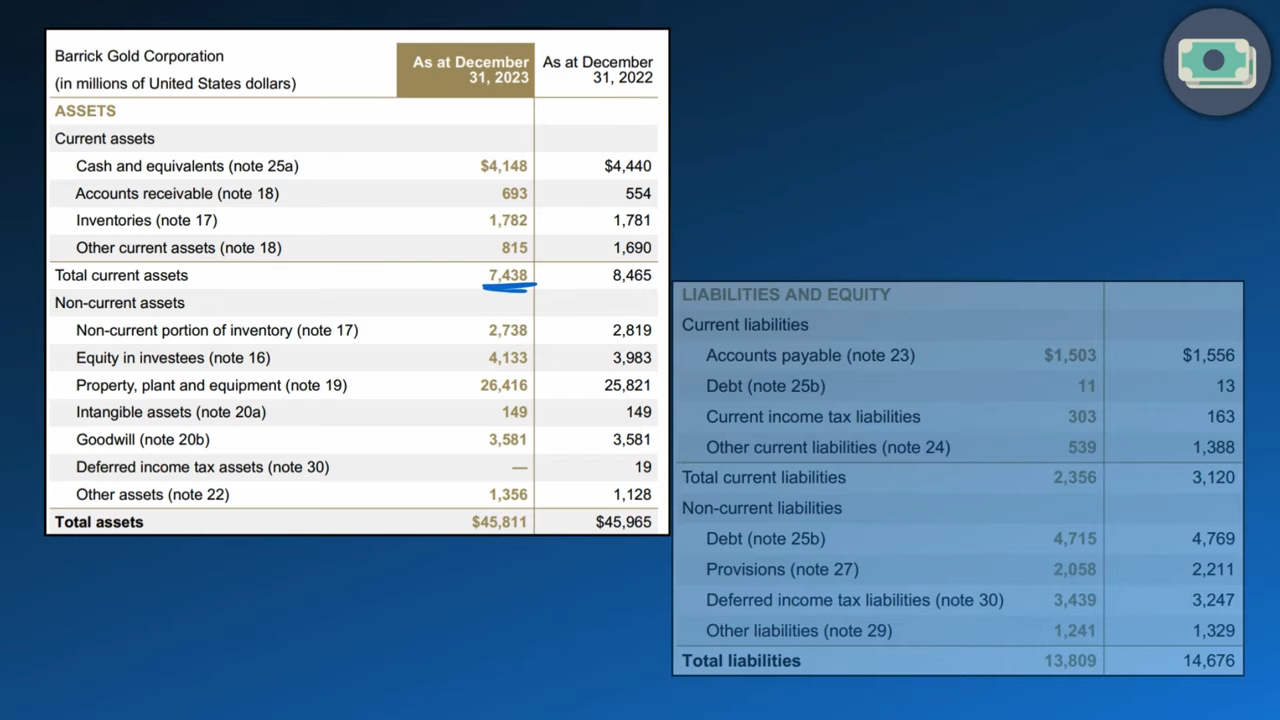 Barrick Gold Corporation
(in millions of United States dollars)
As at December 31, 2023
As at December 31, 2022
ASSETS
Current assets
Cash and equivalents (note 25a) $4,148 $4,440
Accounts receivable (note 18) 693 554
Inventories (note 17) 1,782 1,781
Other current assets (note 18) 815 1,690
Total current assets 7,438 8,465
Non-current assets
Non-current portion of inventory (note 17) 2,738 2,819
Equity in investees (note 16) 4,133 3,983
Property, plant and equipment (note 19) 26,416 25,821
Intangible assets (note 20a) 149 149
Goodwill (note 20b) 3,581 3,581
Deferred income tax assets (note 30) — 19
Other assets (note 22) 1,356 1,128
Total assets $45,811 $45,965
LIABILITIES AND EQUITY
Current liabilities
Accounts payable (note 23) $1,503 $1,556
Debt (note 25b) 11 13
Current income tax liabilities 303 163
Other current liabilities (note 24) 539 1,388
Total current liabilities 2,356 3,120
Non-current liabilities
Debt (note 25b) 4,715 4,769
Provisions (note 27) 2,058 2,211
Deferred income tax liabilities (note 30) 3,439 3,247
Other liabilities (note 29) 1,241 1,329
Total liabilities 13,809 14,676